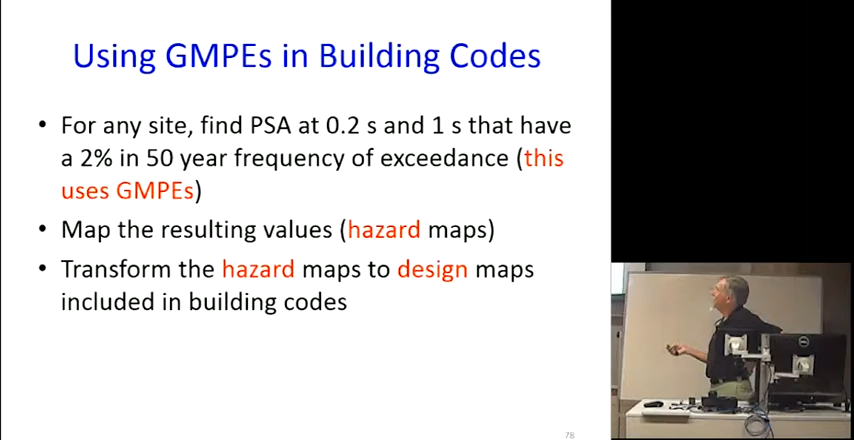 Using GMPEs in Building Codes
• For any site, find PSA at 0.2 s and 1 s that have
a 2% in 50 year frequency of exceedance (this
uses GMPEs)
• Map the resulting values (hazard maps)
• Transform the hazard maps to design maps
included in building codes
78
DELL